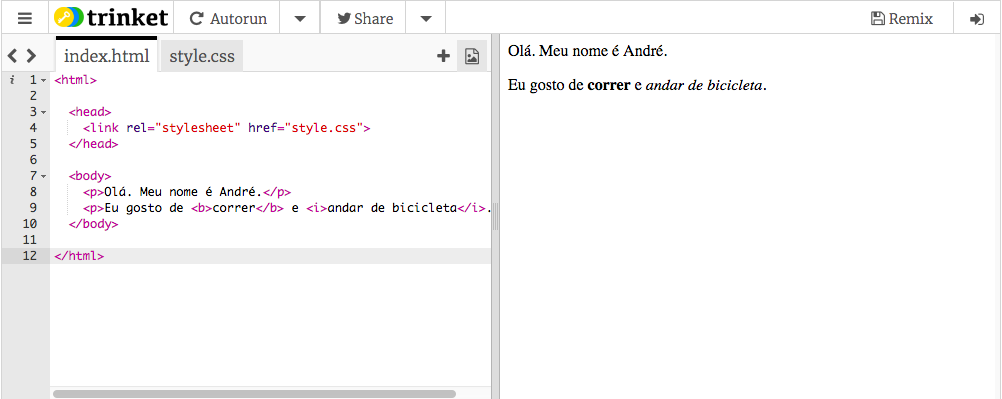 trinket Autorun Share Remix
index.html style.css
Olá. Meu nome é André.
Eu gosto de correr e andar de bicicleta.
i 1 <html>
2
3 <head>
4 <link rel="stylesheet" href="style.css">
5 </head>
6
7 <body>
8 <p>Olá. Meu nome é André.</p>
9 <p>Eu gosto de <b>correr</b> e <i>andar de bicicleta</i>.
10 </body>
11
12 </html>